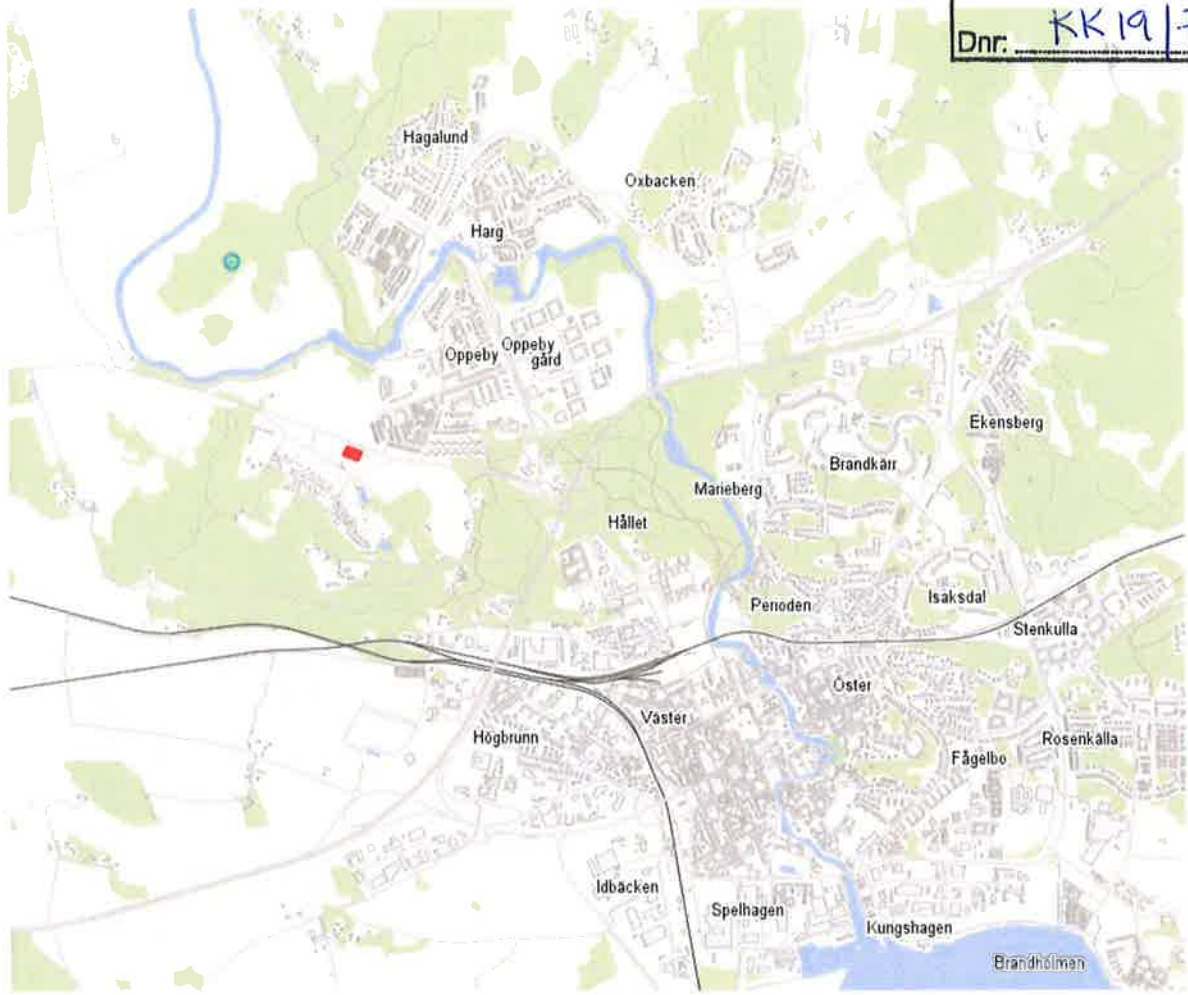 Dnr: KK19/
Hagalund
Oxbacken
Harg
Oppeby
Oppeby
gård
Ekensberg
Brandkärr
Marieberg
Hållet
Perioden
Isaksdal
Stenkulla
Öster
Väster
Högbrunn
Rosenkälla
Fågelbo
Idbäcken
Spelhagen
Kungshagen
Brandholmen